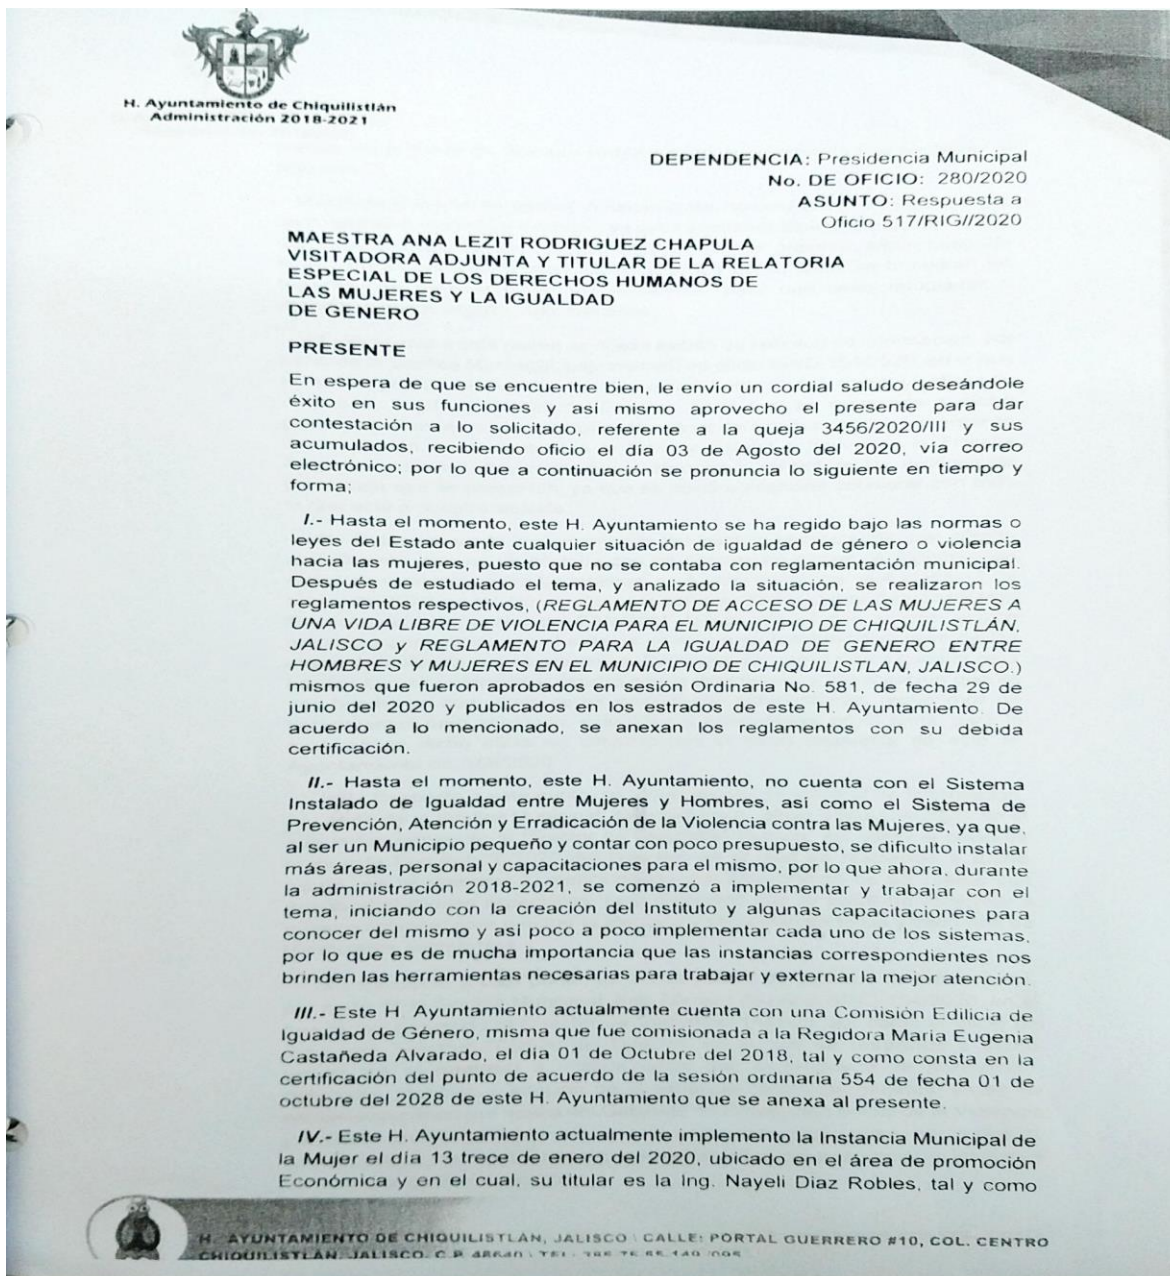 H. Ayuntamiento de Chiquilistlán
Administración 2018-2021
DEPENDENCIA: Presidencia Municipal
No. DE OFICIO: 280/2020
ASUNTO: Respuesta a
Oficio 517/RIG//2020
MAESTRA ANA LEZIT RODRIGUEZ CHAPULA
VISITADORA ADJUNTA Y TITULAR DE LA RELATORIA
ESPECIAL DE LOS DERECHOS HUMANOS DE
LAS MUJERES Y LA IGUALDAD
DE GENERO
PRESENTE
En espera de que se encuentre bien, le envío un cordial saludo deseándole
éxito en sus funciones y así mismo aprovecho el presente para dar
contestación a lo solicitado, referente a la queja 3456/2020/III y sus
acumulados, recibiendo oficio el día 03 de Agosto del 2020, vía correo
electrónico; por lo que a continuación se pronuncia lo siguiente en tiempo y
forma;
I.- Hasta el momento, este H. Ayuntamiento se ha regido bajo las normas o
leyes del Estado ante cualquier situación de igualdad de género o violencia
hacia las mujeres, puesto que no se contaba con reglamentación municipal.
Después de estudiado el tema, y analizado la situación, se realizaron los
reglamentos respectivos, (REGLAMENTO DE ACCESO DE LAS MUJERES A
UNA VIDA LIBRE DE VIOLENCIA PARA EL MUNICIPIO DE CHIQUILISTLÁN,
JALISCO y REGLAMENTO PARA LA IGUALDAD DE GENERO ENTRE
HOMBRES Y MUJERES EN EL MUNICIPIO DE CHIQUILISTLAN, JALISCO.)
mismos que fueron aprobados en sesión Ordinaria No. 581, de fecha 29 de
junio del 2020 y publicados en los estrados de este H. Ayuntamiento. De
acuerdo a lo mencionado, se anexan los reglamentos con su debida
certificación.
II.- Hasta el momento, este H. Ayuntamiento, no cuenta con el Sistema
Instalado de Igualdad entre Mujeres y Hombres, así como el Sistema de
Prevención, Atención y Erradicación de la Violencia contra las Mujeres, ya que,
al ser un Municipio pequeño y contar con poco presupuesto, se dificulto instalar
más áreas, personal y capacitaciones para el mismo, por lo que ahora, durante
la administración 2018-2021, se comenzó a implementar y trabajar con el
tema, iniciando con la creación del Instituto y algunas capacitaciones para
conocer del mismo y así poco a poco implementar cada uno de los sistemas,
por lo que es de mucha importancia que las instancias correspondientes nos
brinden las herramientas necesarias para trabajar y externar la mejor atención.
III.- Este H. Ayuntamiento actualmente cuenta con una Comisión Edilicia de
Igualdad de Género, misma que fue comisionada a la Regidora Maria Eugenia
Castañeda Alvarado, el día 01 de Octubre del 2018, tal y como consta en la
certificación del punto de acuerdo de la sesión ordinaria 554 de fecha 01 de
octubre del 2028 de este H. Ayuntamiento que se anexa al presente.
IV.- Este H. Ayuntamiento actualmente implemento la Instancia Municipal de
la Mujer el día 13 trece de enero del 2020, ubicado en el área de promoción
Económica y en el cual, su titular es la Ing. Nayeli Diaz Robles, tal y como
H. AYUNTAMIENTO DE CHIQUILISTLÁN, JALISCO CALLE: PORTAL GUERRERO #10, COL. CENTRO
CHIQUILISTLÁN, JALISCO. C.P.